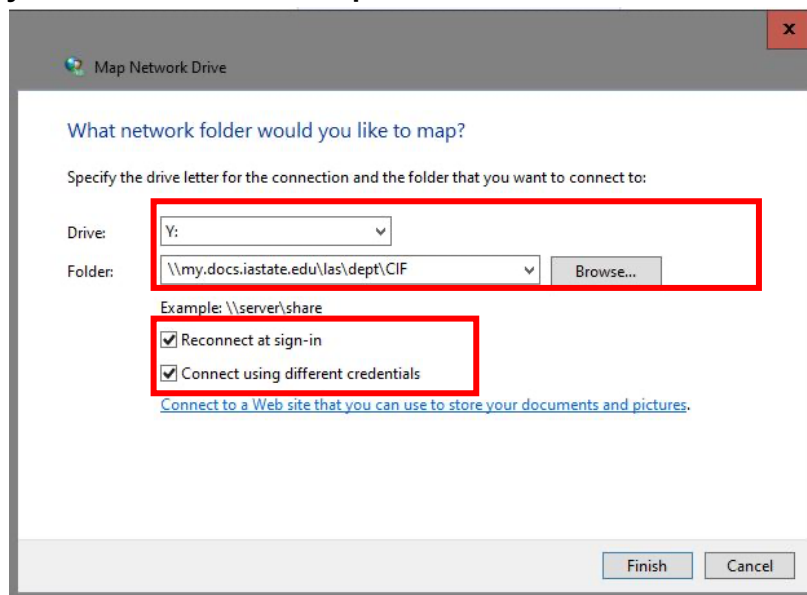 Map Network Drive
What network folder would you like to map?
Specify the drive letter for the connection and the folder that you want to connect to:
Drive: Y:
Folder: \\my.docs.iastate.edu\las\dept\CIF Browse...
Example: \\server\share
Reconnect at sign-in
Connect using different credentials
Connect to a Web site that you can use to store your documents and pictures.
Finish Cancel